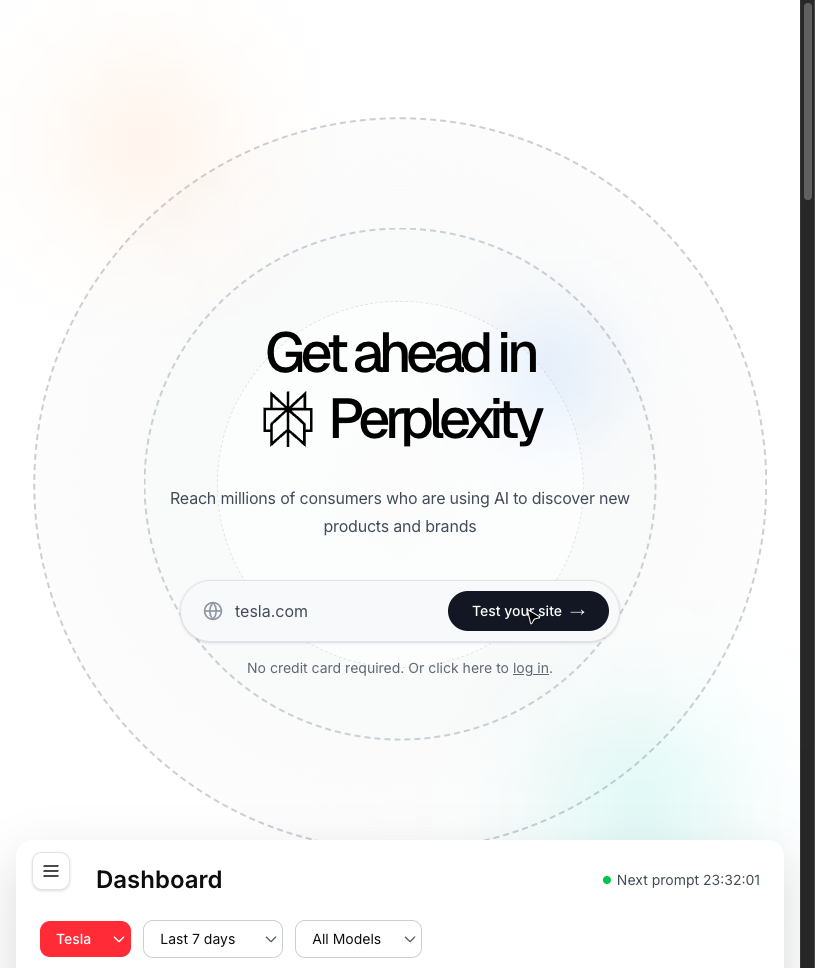 Get ahead in
Perplexity
Reach millions of consumers who are using AI to discover new
products and brands
tesla.com
Test your site →
No credit card required. Or click here to log in.
Dashboard
Next prompt 23:32:01
Tesla
Last 7 days
All Models